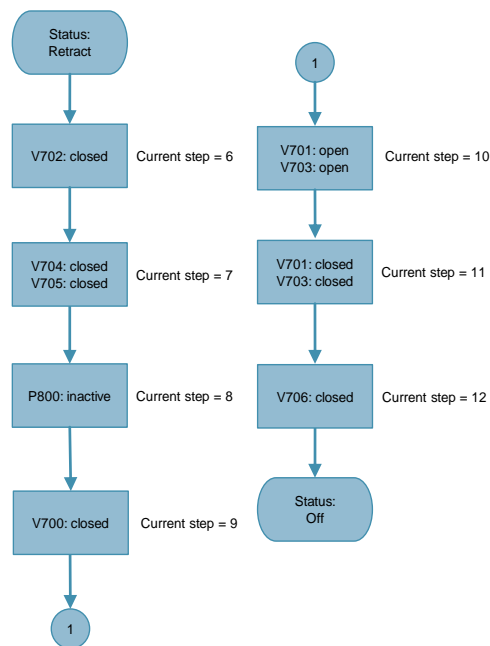 Status:
Retract
V702: closed
Current step = 6
V704: closed
V705: closed
Current step = 7
P800: inactive
Current step = 8
V700: closed
Current step = 9
1
1
V701: open
V703: open
Current step = 10
V701: closed
V703: closed
Current step = 11
V706: closed
Current step = 12
Status:
Off